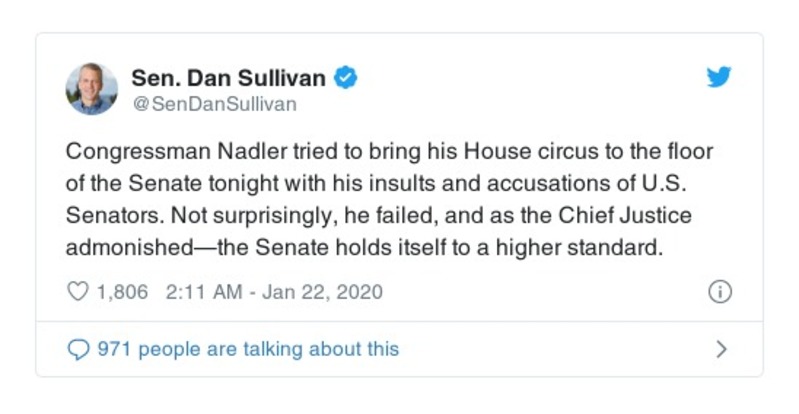 Sen. Dan Sullivan
@SenDanSullivan
Congressman Nadler tried to bring his House circus to the floor
of the Senate tonight with his insults and accusations of U.S.
Senators. Not surprisingly, he failed, and as the Chief Justice
admonished—the Senate holds itself to a higher standard.
1,806 2:11 AM - Jan 22, 2020
971 people are talking about this